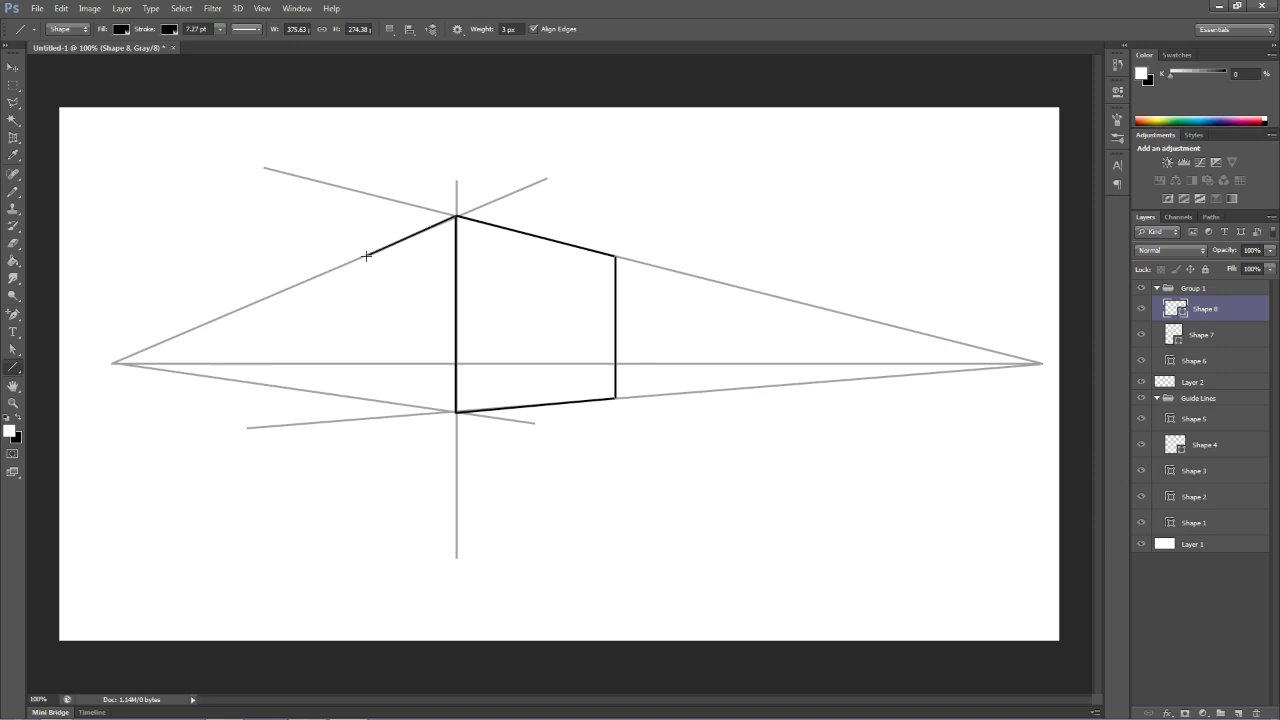 Ps File Edit Image Layer Type Select Filter 3D View Window Help
Shape Fill: Stroke: 7.27 pt W: 375.63 H: 274.38 Weight: 3 px Align Edges Essentials
Untitled-1 @ 100% (Shape 8, Gray/8) * ×
Color Swatches
K 0 %
Adjustments Styles
Add an adjustment
Layers Channels Paths
Kind
Normal Opacity: 100%
Lock: Fill: 100%
Group 1
Shape 8
Shape 7
Shape 6
Layer 2
Guide Lines
Shape 5
Shape 4
Shape 3
Shape 2
Shape 1
Layer 1
100% Doc: 1.14M/0 bytes
Mini Bridge Timeline